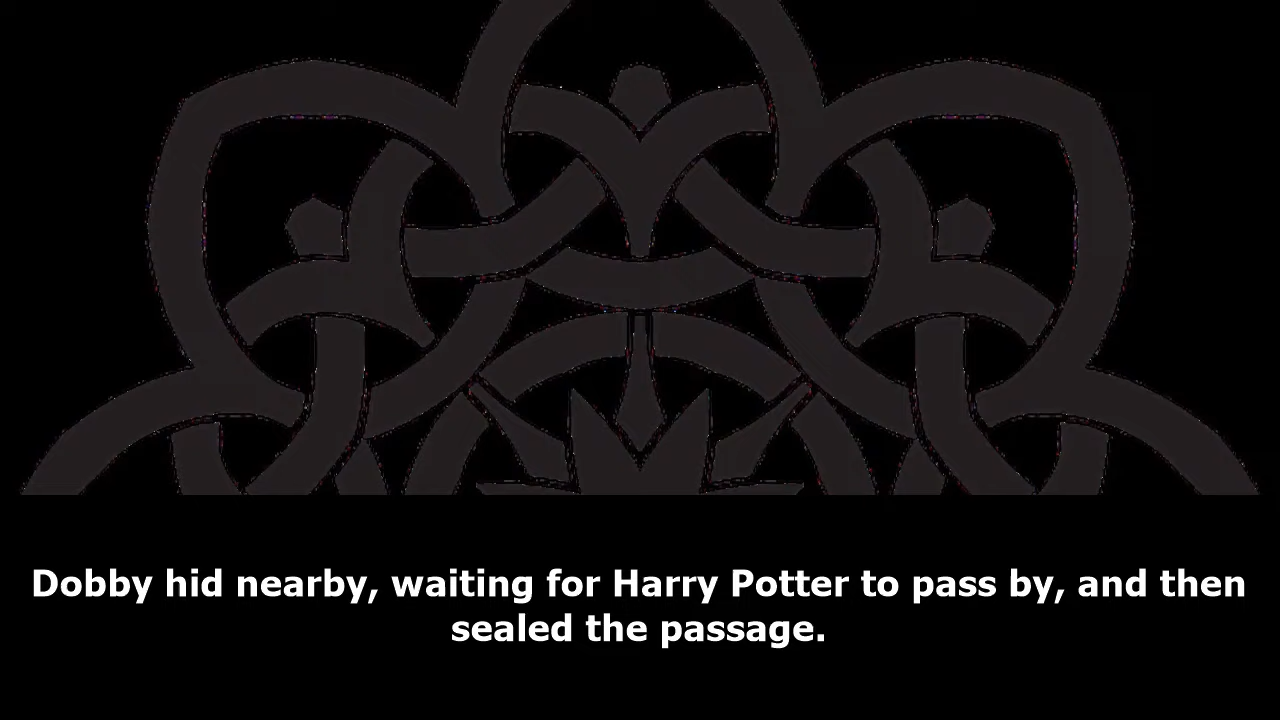 Dobby hid nearby, waiting for Harry Potter to pass by, and then
sealed the passage.